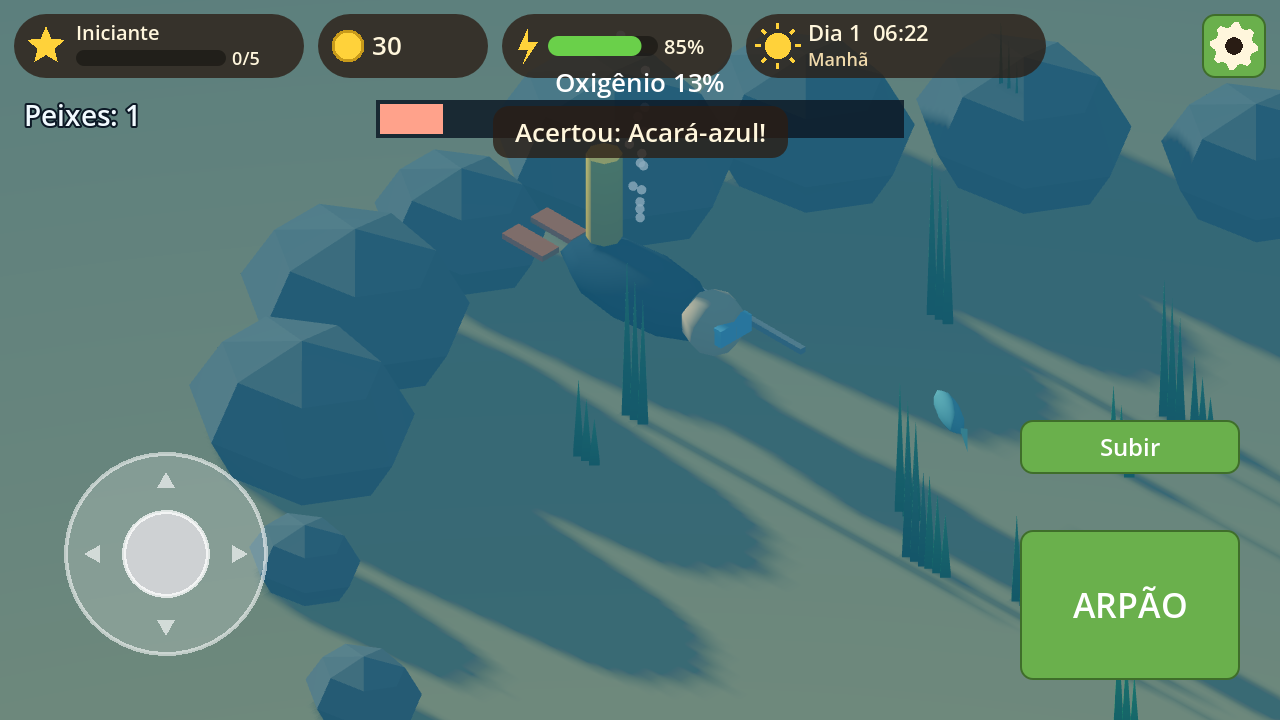 Iniciante
0/5
30
85%
Dia 1 06:22
Manhã
Oxigênio 13%
Peixes: 1
Acertou: Acará-azul!
Subir
ARPÃO